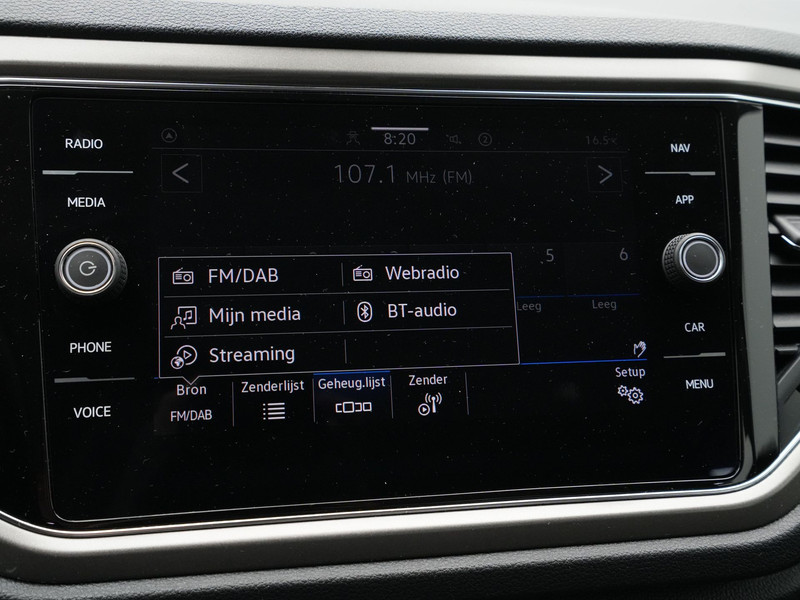 RADIO
MEDIA
PHONE
VOICE
8:20
2
16.5°C
107.1 MHz (FM)
5
6
Leeg
Leeg
FM/DAB
Webradio
Mijn media
BT-audio
Streaming
Bron
FM/DAB
Zenderlijst
Geheug.lijst
Zender
Setup
NAV
APP
CAR
MENU